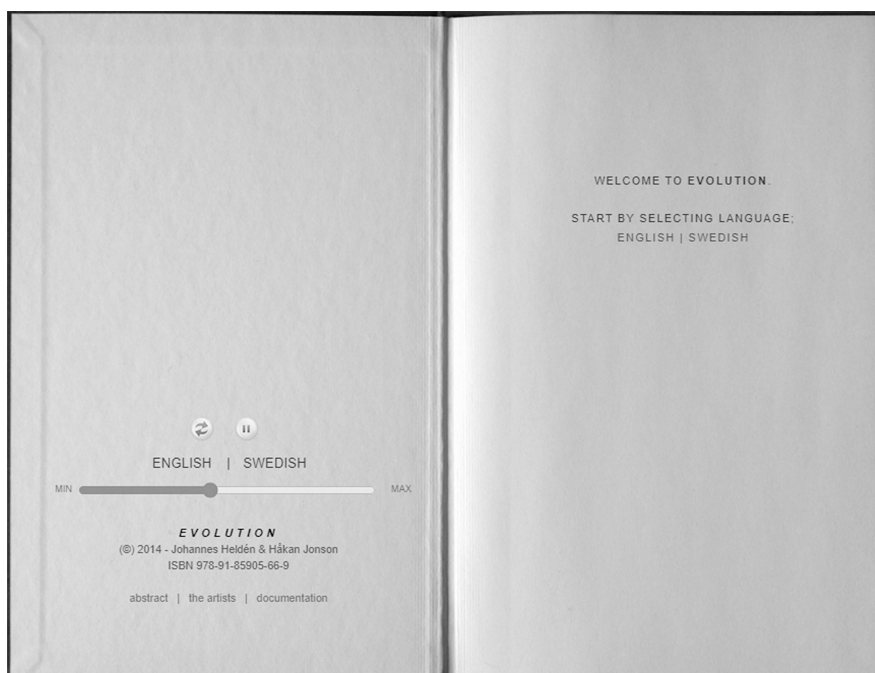 ENGLISH | SWEDISH
MIN MAX
EVOLUTION
(©) 2014 - Johannes Heldén & Håkan Jonson
ISBN 978-91-85905-66-9
abstract | the artists | documentation
WELCOME TO EVOLUTION.
START BY SELECTING LANGUAGE;
ENGLISH | SWEDISH